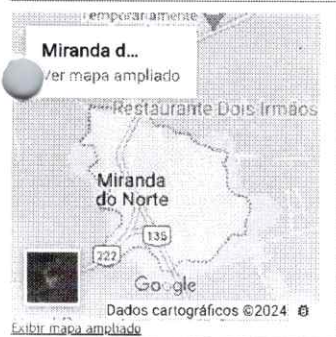 Temporariamente
Miranda d...
Ver mapa ampliado
Restaurante Dois Irmãos
Miranda
do Norte
135
222
Google
Dados cartográficos ©2024
Exibir mapa ampliado